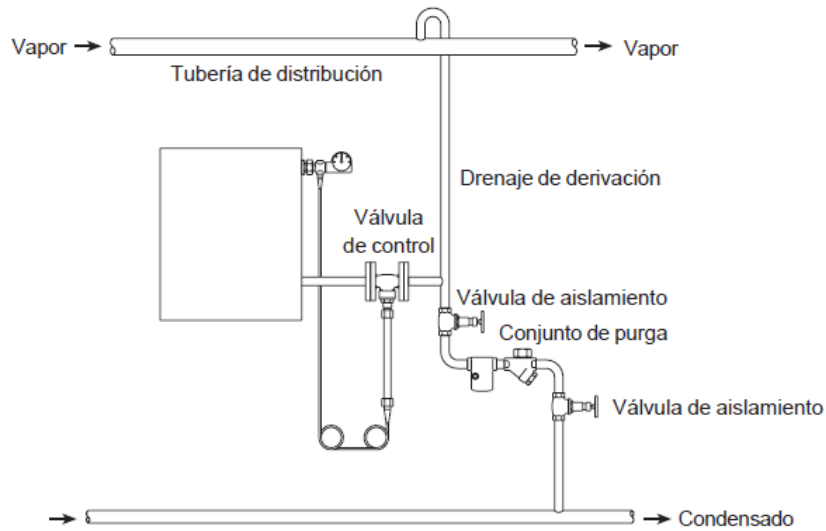 Vapor
Vapor
Tubería de distribución
Drenaje de derivación
Válvula
de control
Válvula de aislamiento
Conjunto de purga
Válvula de aislamiento
Condensado